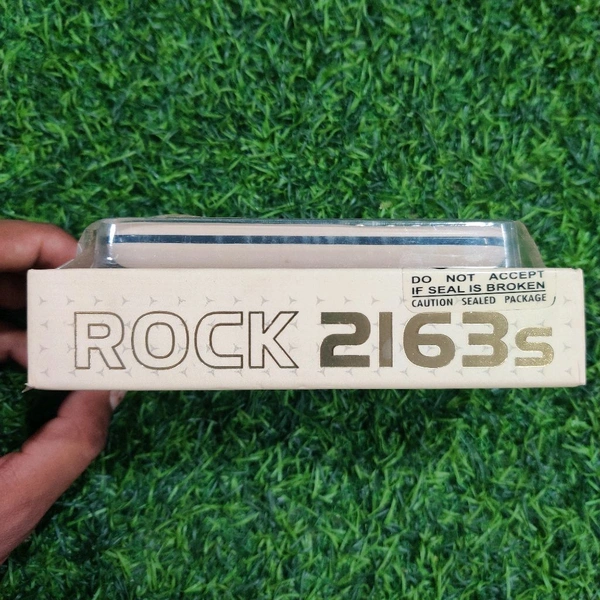 DO NOT ACCEPT
IF SEAL IS BROKEN
CAUTION SEALED PACKAGE
ROCK 2163s